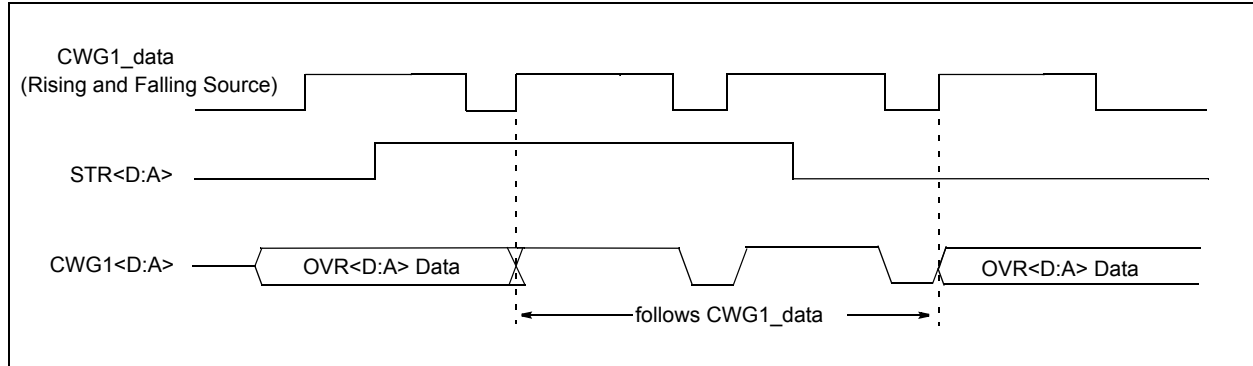 CWG1_data
(Rising and Falling Source)
STR<D:A>
CWG1<D:A>
OVR<D:A> Data
OVR<D:A> Data
follows CWG1_data